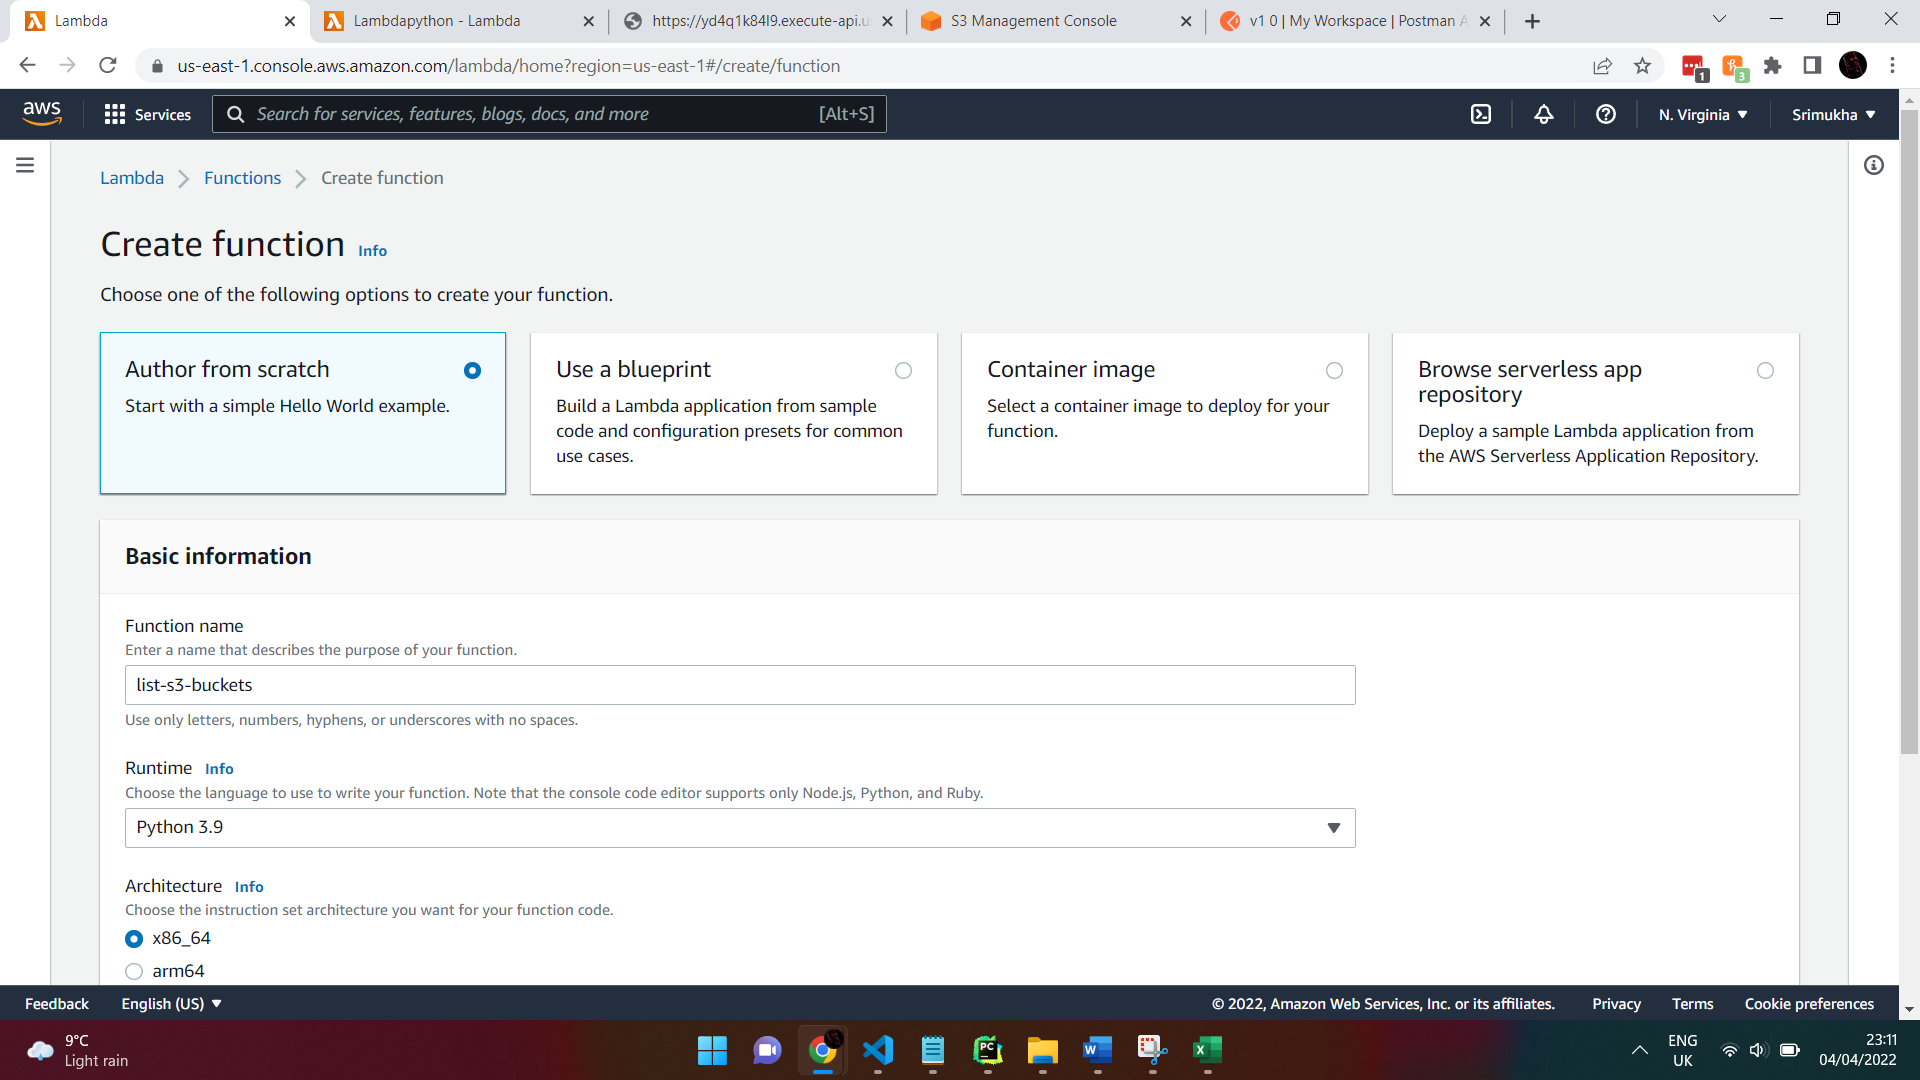 Lambda
Lambdapython - Lambda
https://yd4q1k84l9.execute-api.u
S3 Management Console
v1 0 | My Workspace | Postman A
us-east-1.console.aws.amazon.com/lambda/home?region=us-east-1#/create/function
1
3
aws
Services
Search for services, features, blogs, docs, and more
[Alt+S]
N. Virginia
Srimukha
Lambda
Functions
Create function
Create function Info
Choose one of the following options to create your function.
Author from scratch
Start with a simple Hello World example.
Use a blueprint
Build a Lambda application from sample
code and configuration presets for common
use cases.
Container image
Select a container image to deploy for your
function.
Browse serverless app
repository
Deploy a sample Lambda application from
the AWS Serverless Application Repository.
Basic information
Function name
Enter a name that describes the purpose of your function.
list-s3-buckets
Use only letters, numbers, hyphens, or underscores with no spaces.
Runtime Info
Choose the language to use to write your function. Note that the console code editor supports only Node.js, Python, and Ruby.
Python 3.9
Architecture Info
Choose the instruction set architecture you want for your function code.
x86_64
arm64
Feedback
English (US)
© 2022, Amazon Web Services, Inc. or its affiliates.
Privacy
Terms
Cookie preferences
9°C
Light rain
PC
W
X
ENG
UK
23:11
04/04/2022